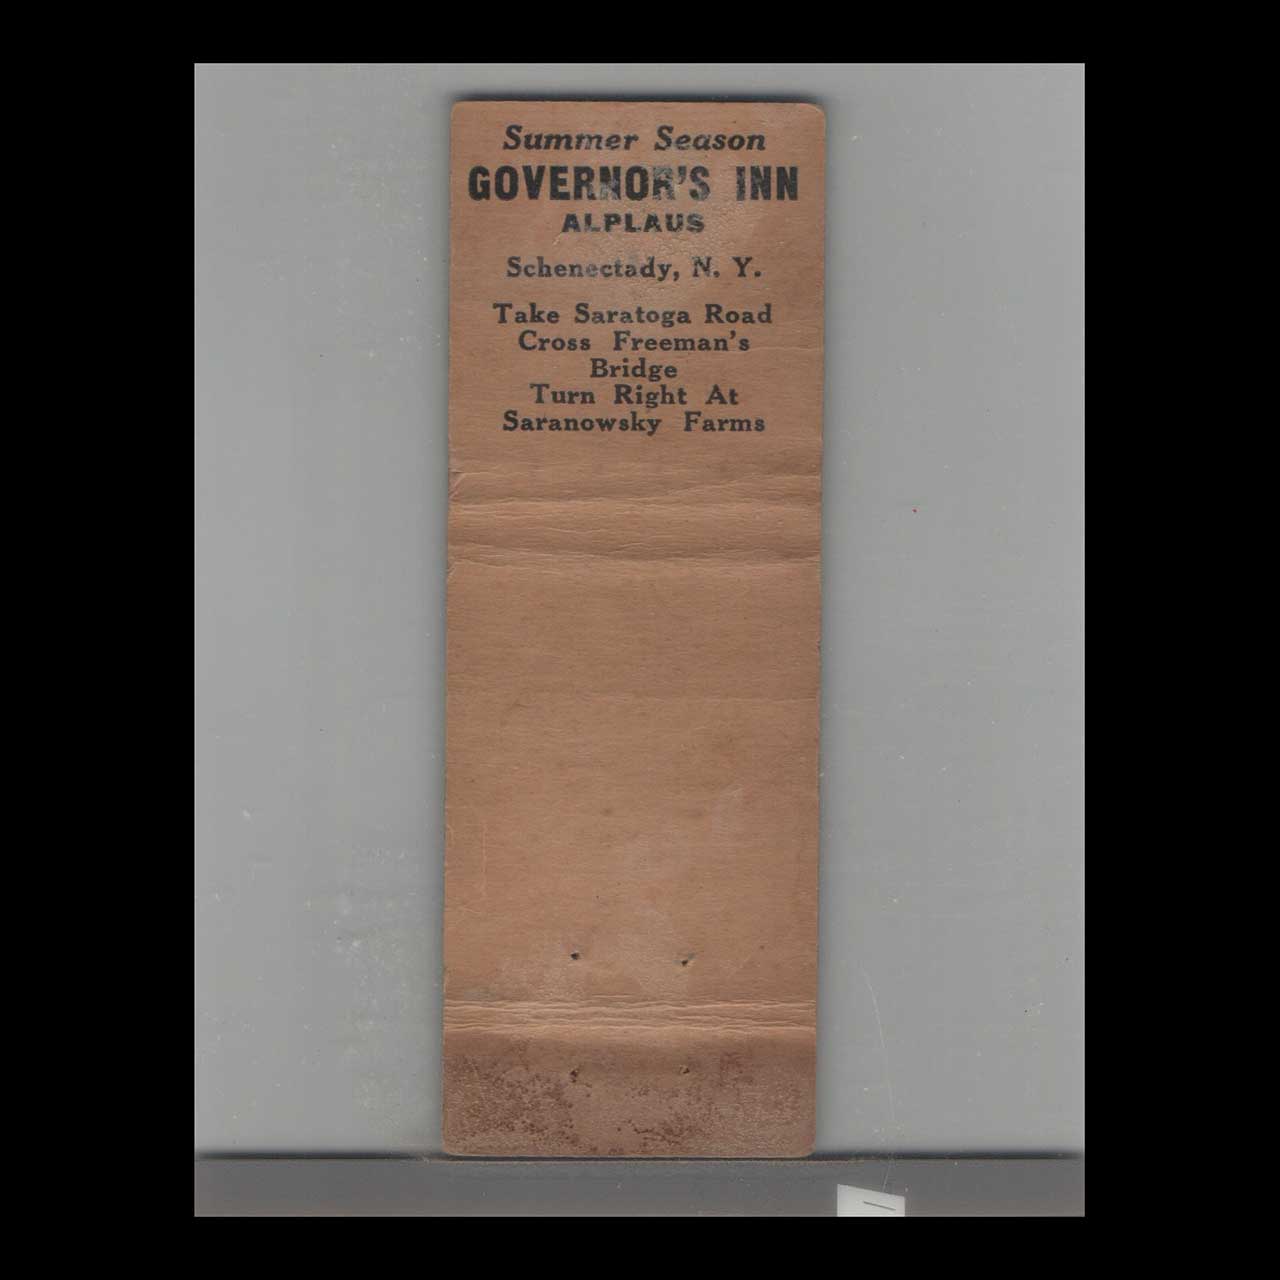 Summer Season
GOVERNOR'S INN
ALPLAUS
Schenectady, N. Y.
Take Saratoga Road
Cross Freeman's
Bridge
Turn Right At
Saranowsky Farms